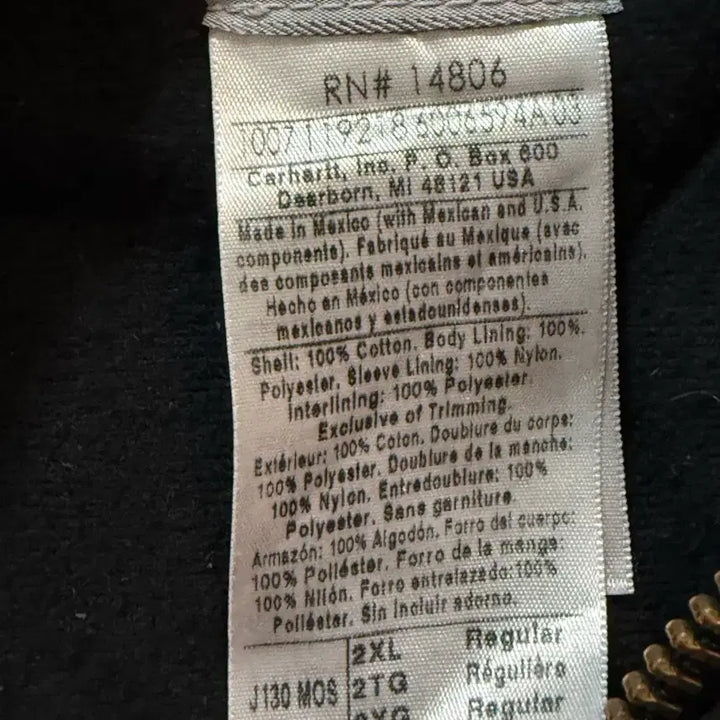 RN# 14806
Carhartt, Inc. P. O. Box 600
Dearborn, MI 48121 USA
Made in Mexico (with Mexican and U.S.A.
components). Fabriqué au Mexique (avec
des composants mexicains et américains).
Hecho en México (con componentes
mexicanos y estadounidenses).
Shell: 100% Cotton. Body Lining: 100%
Polyester. Sleeve Lining: 100% Nylon.
Interlining: 100% Polyester.
Exclusive of Trimming.
Extérieur: 100% Coton. Doublure du corps:
100% Polyester. Doublure de la manche:
100% Nylon. Entredoublure: 100%
Polyester. Sans garniture.
Armazón: 100% Algodón. Forro del cuerpo:
100% Poliéster. Forro de la manga:
100% Nilón. Forro entrelazado:100%
Poliéster. Sin incluir adorno.
J130 MOS
2XL Regular
2TG Régulière
2XG Regular